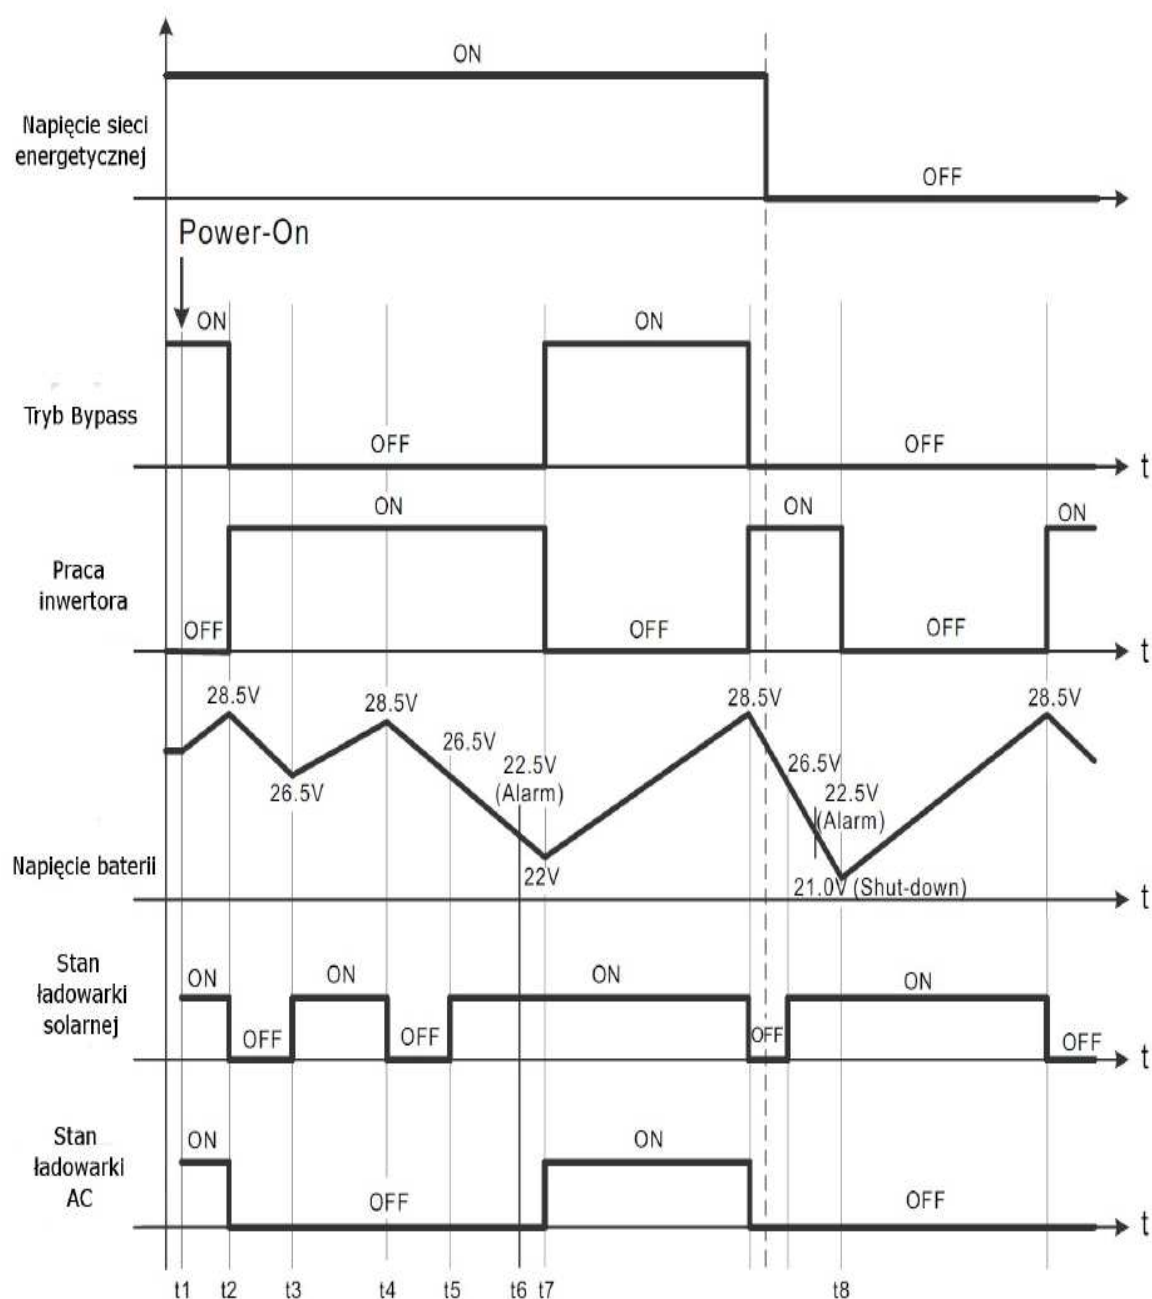 ON
Napięcie sieci
energetycznej
OFF
Power-On
ON
ON
Tryb Bypass
OFF
OFF
t
ON
ON
ON
Praca
inwertora
OFF
OFF
OFF
t
28.5V
28.5V
28.5V
28.5V
26.5V
26.5V
22.5V
(Alarm)
26.5V
22.5V
(Alarm)
Napięcie baterii
22V
21.0V (Shut-down)
t
Stan
ładowarki
solarnej
ON
ON
ON
ON
OFF
OFF
OFF
OFF
t
Stan
ładowarki
AC
ON
ON
OFF
OFF
t
t1 t2 t3 t4 t5 t6 t7 t8